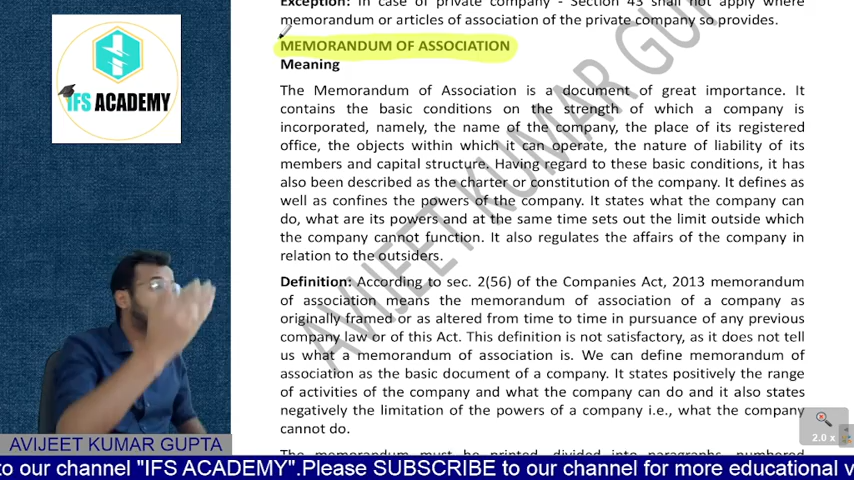 Exception: In case of private company - Section 43 shall not apply where
memorandum or articles of association of the private company so provides.
MEMORANDUM OF ASSOCIATION
Meaning
The Memorandum of Association is a document of great importance. It
contains the basic conditions on the strength of which a company is
incorporated, namely, the name of the company, the place of its registered
office, the objects within which it can operate, the nature of liability of its
members and capital structure. Having regard to these basic conditions, it has
also been described as the charter or constitution of the company. It defines as
well as confines the powers of the company. It states what the company can
do, what are its powers and at the same time sets out the limit outside which
the company cannot function. It also regulates the affairs of the company in
relation to the outsiders.
Definition: According to sec. 2(56) of the Companies Act, 2013 memorandum
of association means the memorandum of association of a company as
originally framed or as altered from time to time in pursuance of any previous
company law or of this Act. This definition is not satisfactory, as it does not tell
us what a memorandum of association is. We can define memorandum of
association as the basic document of a company. It states positively the range
of activities of the company and what the company can do and it also states
negatively the limitation of the powers of a company i.e., what the company
cannot do.
The memorandum must be printed, divided into paragraphs, numbered
AVIJEET KUMAR GUPTA
IFS ACADEMY
2.0 x
AVIJEET KUMAR GUPTA
to our channel "IFS ACADEMY".Please SUBSCRIBE to our channel for more educational v